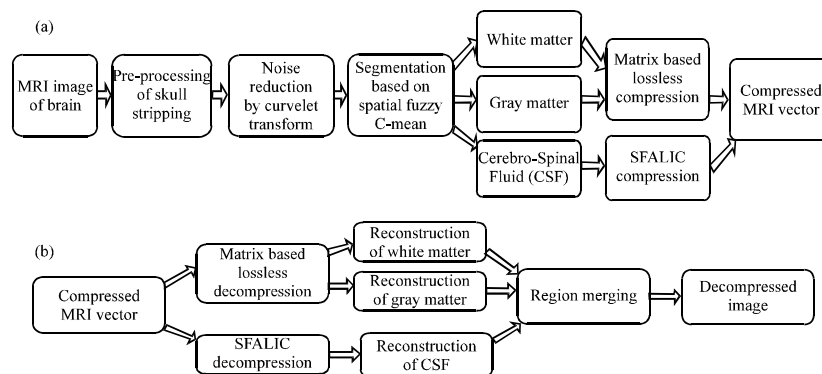 (a)
MRI image
of brain
Pre-processing
of skull
stripping
Noise
reduction
by curvelet
transform
Segmentation
based on
spatial fuzzy
C-mean
White matter
Gray matter
Cerebro-Spinal
Fluid (CSF)
Matrix based
lossless
compression
SFALIC
compression
Compressed
MRI vector
(b)
Compressed
MRI vector
Matrix based
lossless
decompression
SFALIC
decompression
Reconstruction
of white matter
Reconstruction
of gray matter
Reconstruction
of CSF
Region merging
Decompressed
image